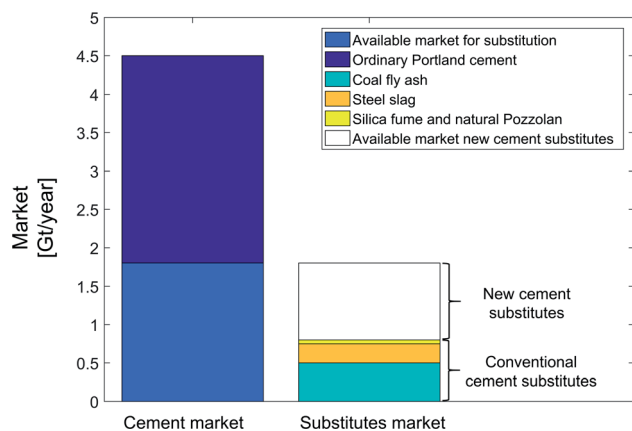 5
4.5
4
3.5
3
2.5
2
1.5
1
0.5
0
Market
[Gt/year]
Available market for substitution
Ordinary Portland cement
Coal fly ash
Steel slag
Silica fume and natural Pozzolan
Available market new cement substitutes
New cement
substitutes
Conventional
cement substitutes
Cement market
Substitutes market